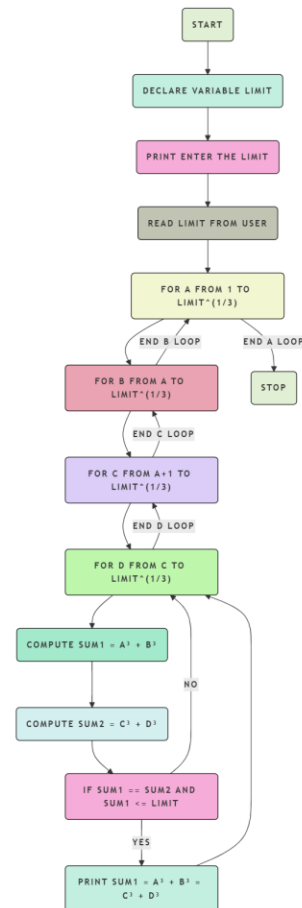 START
DECLARE VARIABLE LIMIT
PRINT ENTER THE LIMIT
READ LIMIT FROM USER
FOR A FROM 1 TO
LIMIT^(1/3)
END B LOOP
END A LOOP
FOR B FROM A TO
LIMIT^(1/3)
STOP
END C LOOP
FOR C FROM A+1 TO
LIMIT^(1/3)
END D LOOP
FOR D FROM C TO
LIMIT^(1/3)
COMPUTE SUM1 = A³ + B³
NO
COMPUTE SUM2 = C³ + D³
IF SUM1 == SUM2 AND
SUM1 <= LIMIT
YES
PRINT SUM1 = A³ + B³ =
C³ + D³